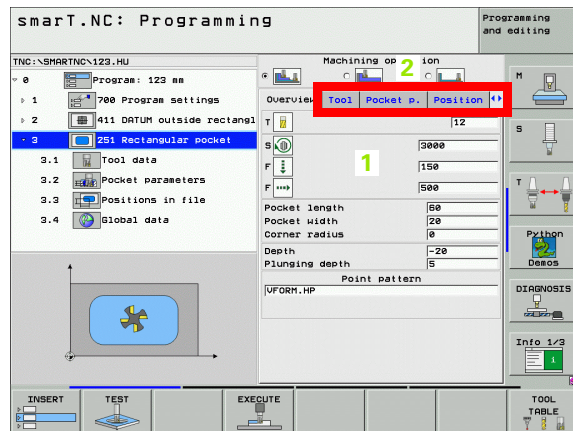 smarT.NC: Programming
Programming
and editing
TNC:\SMARTNC\123.HU
0 Program: 123 mm
1 700 Program settings
2 411 DATUM outside rectangl
3 251 Rectangular pocket
3.1 Tool data
3.2 Pocket parameters
3.3 Positions in file
3.4 Global data
Machining op ion
2
Overview Tool Pocket p. Position
T 12
S 3000
F 150
1
F 500
Pocket length 60
Pocket width 20
Corner radius 0
Depth -20
Plunging depth 5
Point pattern
VFORM.HP
M
S
T
Python
Demos
DIAGNOSIS
Info 1/3
1
INSERT
TEST
EXECUTE
TOOL
TABLE